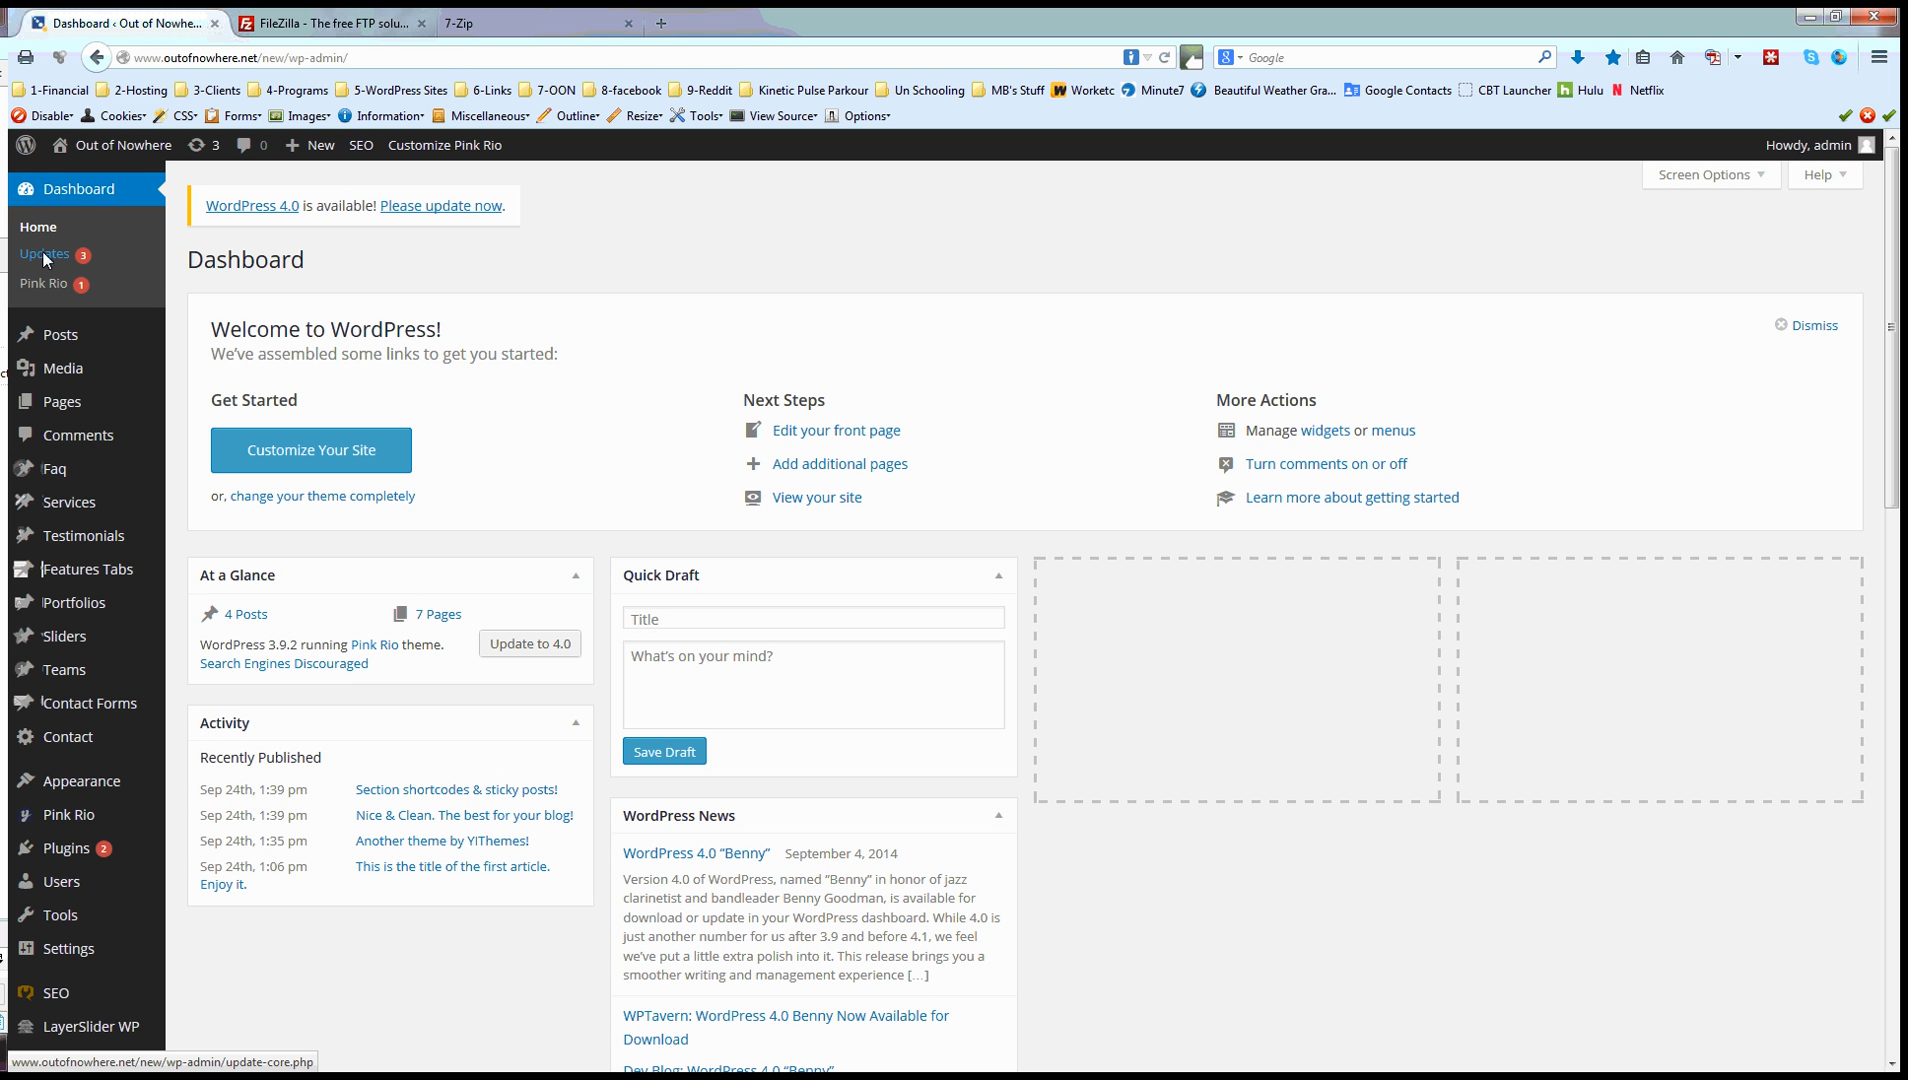 Dashboard ‹ Out of Nowhe...
FileZilla - The free FTP solu...
7-Zip
www.outofnowhere.net/new/wp-admin/
Google
1-Financial 2-Hosting 3-Clients 4-Programs 5-WordPress Sites 6-Links 7-OON 8-facebook 9-Reddit Kinetic Pulse Parkour Un Schooling MB's Stuff Worketc Minute7 Beautiful Weather Gra... Google Contacts CBT Launcher Hulu Netflix
Disable Cookies CSS Forms Images Information Miscellaneous Outline Resize Tools View Source Options
Out of Nowhere 3 0 New SEO Customize Pink Rio Howdy, admin
Screen Options Help
Dashboard
Home
Updates 3
Pink Rio 1
Posts
Media
Pages
Comments
Faq
Services
Testimonials
Features Tabs
Portfolios
Sliders
Teams
Contact Forms
Contact
Appearance
Pink Rio
Plugins 2
Users
Tools
Settings
SEO
LayerSlider WP
WordPress 4.0 is available! Please update now.
Dashboard
Welcome to WordPress!
We've assembled some links to get you started:
Dismiss
Get Started
Customize Your Site
or, change your theme completely
Next Steps
Edit your front page
Add additional pages
View your site
More Actions
Manage widgets or menus
Turn comments on or off
Learn more about getting started
At a Glance
4 Posts 7 Pages
WordPress 3.9.2 running Pink Rio theme. Update to 4.0
Search Engines Discouraged
Activity
Recently Published
Sep 24th, 1:39 pm Section shortcodes & sticky posts!
Sep 24th, 1:39 pm Nice & Clean. The best for your blog!
Sep 24th, 1:35 pm Another theme by YIThemes!
Sep 24th, 1:06 pm This is the title of the first article.
Enjoy it.
Quick Draft
Title
What's on your mind?
Save Draft
WordPress News
WordPress 4.0 “Benny” September 4, 2014
Version 4.0 of WordPress, named “Benny” in honor of jazz
clarinetist and bandleader Benny Goodman, is available for
download or update in your WordPress dashboard. While 4.0 is
just another number for us after 3.9 and before 4.1, we feel
we've put a little extra polish into it. This release brings you a
smoother writing and management experience […]
WPTavern: WordPress 4.0 Benny Now Available for
Download
Dev Blog: WordPress 4.0 “Benny”
www.outofnowhere.net/new/wp-admin/update-core.php